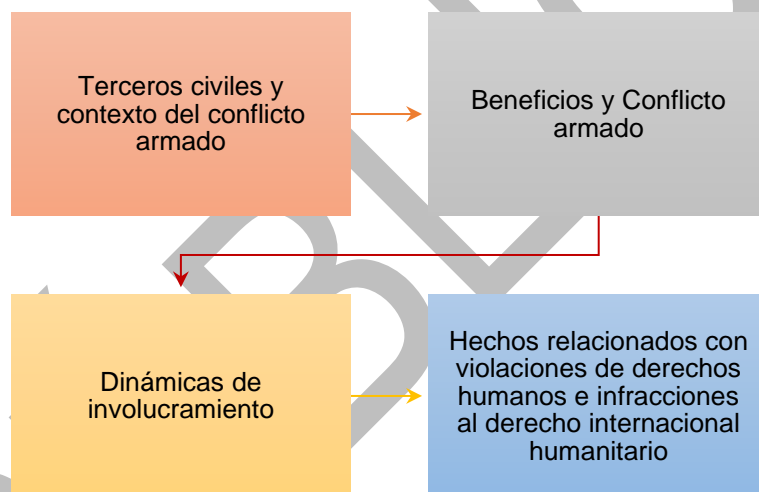 Terceros civiles y
contexto del conflicto
armado
Beneficios y Conflicto
armado
Dinámicas de
involucramiento
Hechos relacionados con
violaciones de derechos
humanos e infracciones
al derecho internacional
humanitario